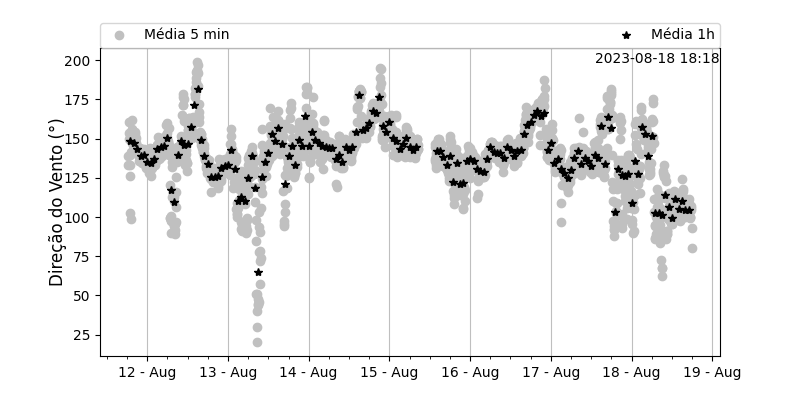 Média 5 min
Média 1h
2023-08-18 18:18
Direção do Vento (°)
200
175
150
125
100
75
50
25
12 - Aug
13 - Aug
14 - Aug
15 - Aug
16 - Aug
17 - Aug
18 - Aug
19 - Aug